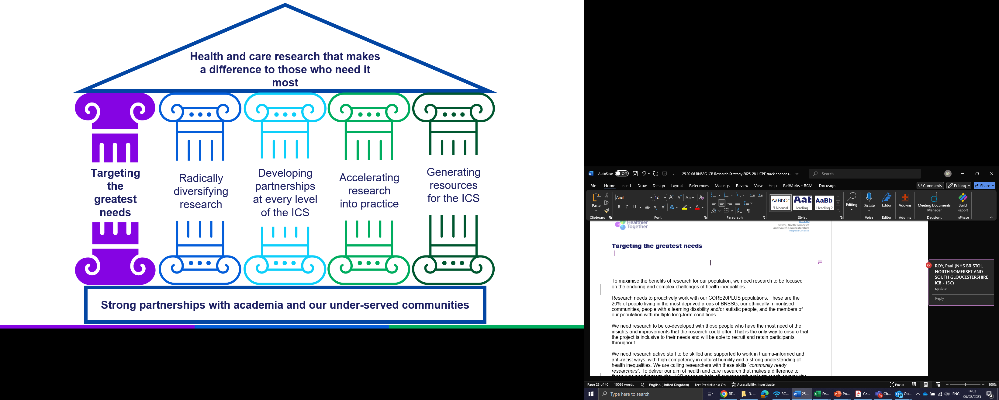 Health and care research that makes
a difference to those who need it
most
Targeting
the
greatest
needs
Radically
diversifying
research
Developing
partnerships
at every level
of the ICS
Accelerating
research
into practice
Generating
resources
for the ICS
Strong partnerships with academia and our under-served communities
AutoSave Off
25.02.06 BNSSG ICB Research Strategy 2025-28 HCPE track changes....
Search
RP
File Home Insert Draw Design Layout References Mailings Review View Help RefWorks - RCM Docusign
Comments Editing Share
Paste
Arial 12
Aa
B I U ab x₂ x² A A
AaBbCc AaB AaBb(
¶ Normal Heading 1 Heading 2
Editing
Dictate
Editor
Add-ins
Meeting Documents
Manager
Build
Report
Clipboard Font Paragraph Styles Voice Editor Add-ins Decisions InPhase
Healthier
Together
NHS
Bristol, North Somerset
and South Gloucestershire
Integrated Care Board
Targeting the greatest needs
To maximise the benefits of research for our population, we need research to be focused
on the enduring and complex challenges of health inequalities.
Research needs to proactively work with our CORE20PLUS populations. These are the
20% of people living in the most deprived areas of BNSSG, our ethnically minoritised
communities, people with a learning disability and/or autistic people, and the members of
our population with multiple long-term conditions.
We need research to be co-developed with those people who have the most need of the
insights and improvements that the research could offer. That is the only way to ensure that
the project is inclusive to their needs and will be able to recruit and retain participants
throughout.
We need research active staff to be skilled and supported to work in trauma-informed and
anti-racist ways, with high competency in cultural humility and a strong understanding of
health inequalities. We are calling researchers with these skills “community ready
researchers”. To deliver our aim of health and care research that makes a difference to
RP
ROY, Paul (NHS BRISTOL,
NORTH SOMERSET AND
SOUTH GLOUCESTERSHIRE
ICB - 15C)
update
Reply
Page 23 of 40 10098 words English (United Kingdom) Text Predictions: On Accessibility: Investigate
Focus
100%
Type here to search
RT... 3. ... 3C... 25... Ex... Po... Ca... Ch... Ou...
ENG
14:03
06/02/2025